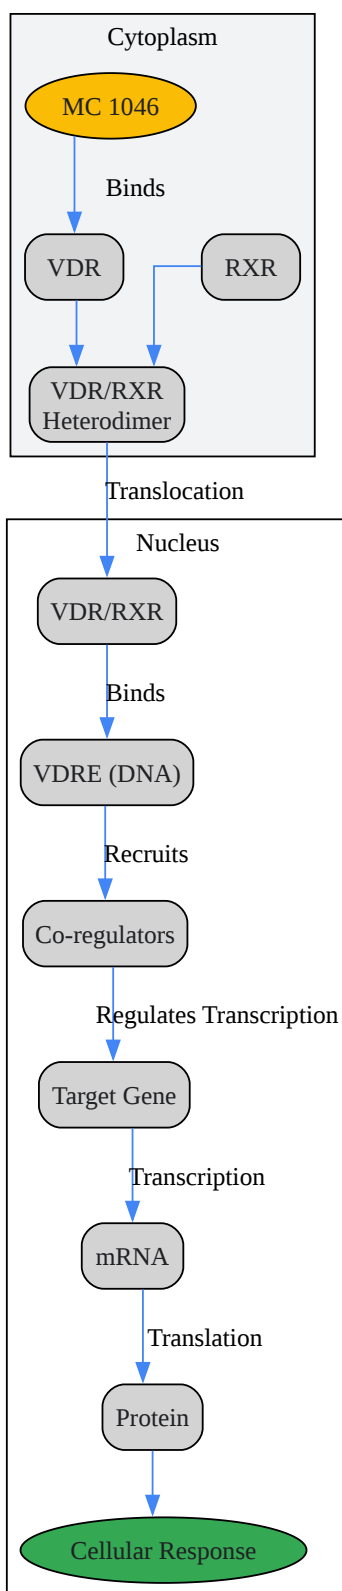 Cytoplasm
MC 1046
Binds
VDR
RXR
VDR/RXR
Heterodimer
Translocation
Nucleus
VDR/RXR
Binds
VDRE (DNA)
Recruits
Co-regulators
Regulates Transcription
Target Gene
Transcription
mRNA
Translation
Protein
Cellular Response